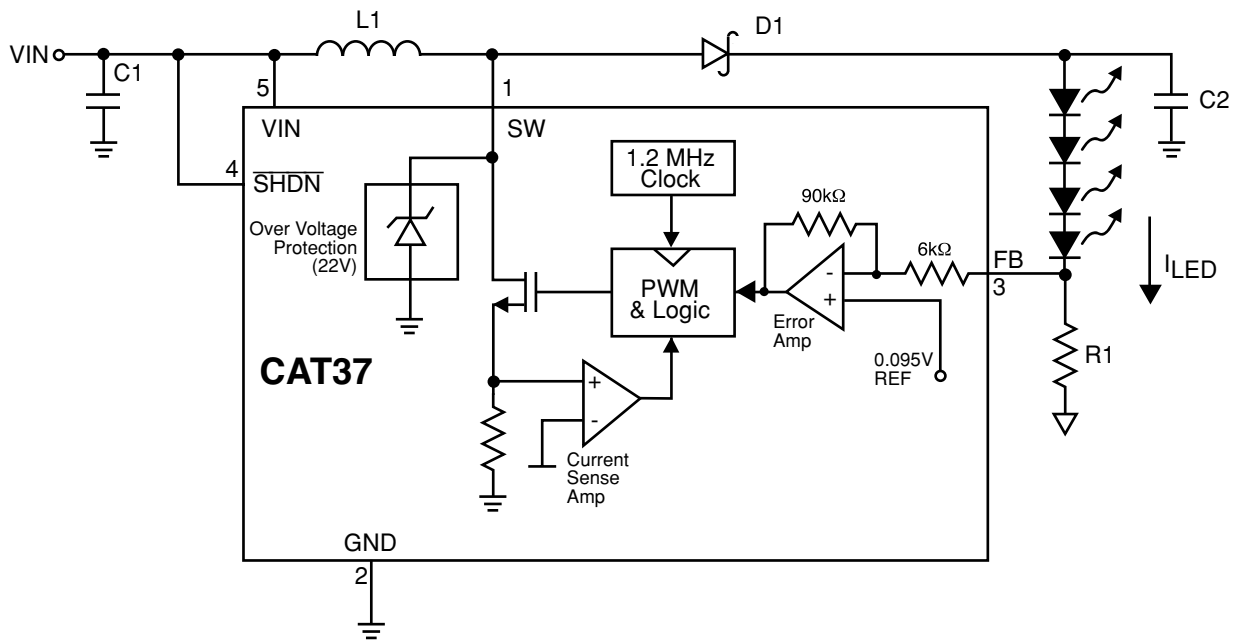 L1
D1
VIN
C1
5
1
C2
VIN
SW
4
SHDN
1.2 MHz
Clock
90kΩ
Over Voltage
Protection
(22V)
6kΩ
FB
3
ILED
PWM
& Logic
-
+
Error
Amp
0.095V
REF
R1
CAT37
+
-
Current
Sense
Amp
GND
2